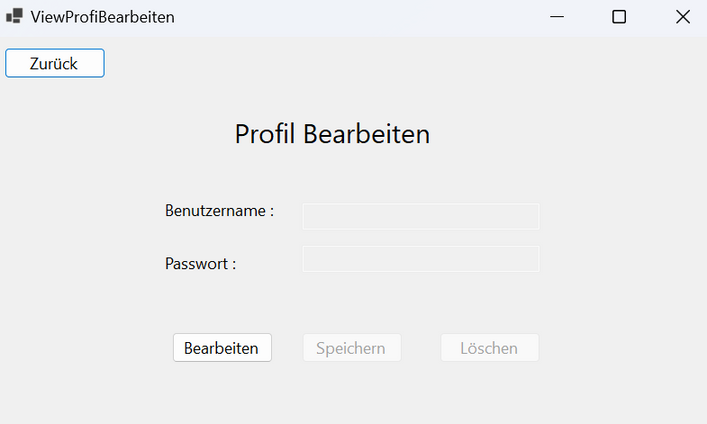 ViewProfiBearbeiten
Zurück
Profil Bearbeiten
Benutzername :
Passwort :
Bearbeiten Speichern Löschen